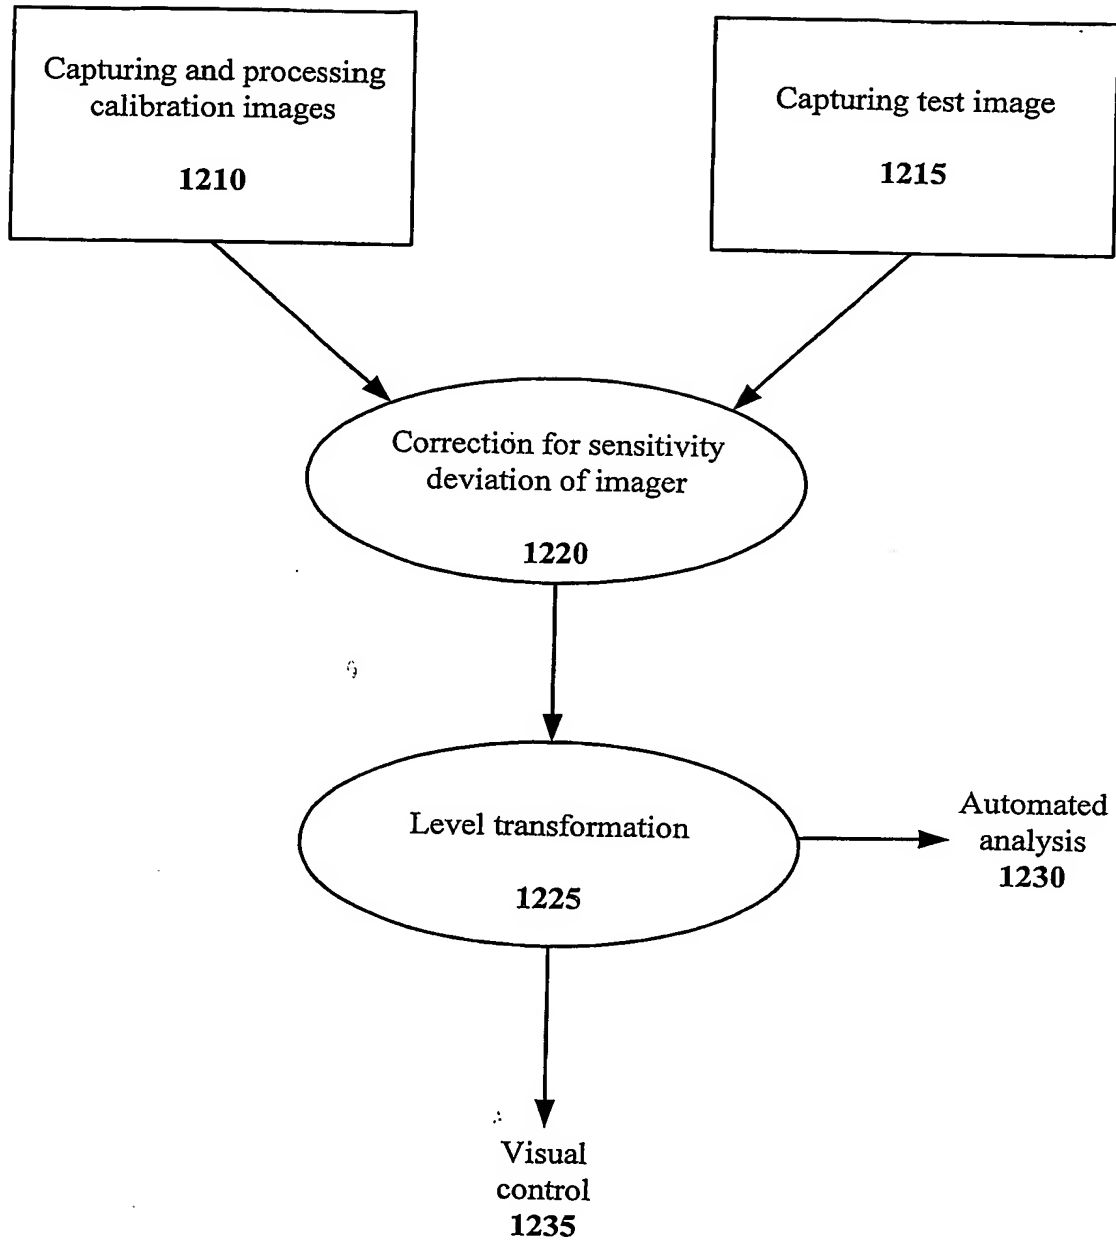 Capturing and processing
calibration images
1210
Capturing test image
1215
Correction for sensitivity
deviation of imager
1220
Level transformation
1225
Automated
analysis
1230
Visual
control
1235